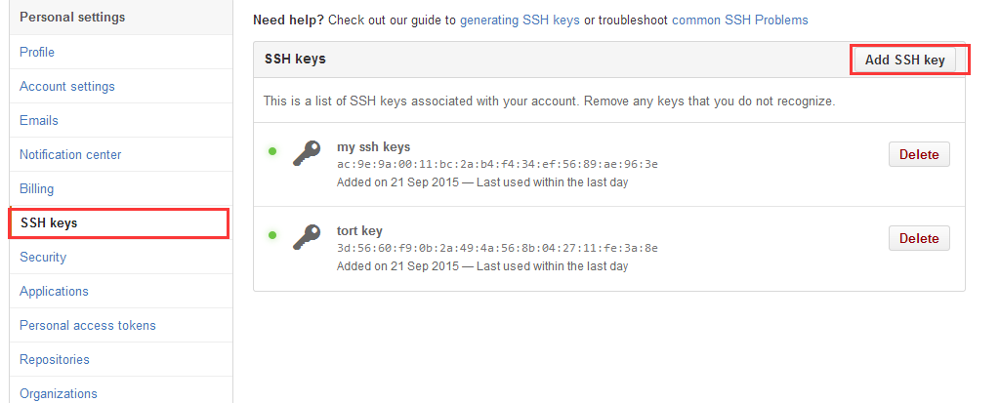 Personal settings
Profile
Account settings
Emails
Notification center
Billing
SSH keys
Security
Applications
Personal access tokens
Repositories
Organizations
Need help? Check out our guide to generating SSH keys or troubleshoot common SSH Problems
SSH keys
Add SSH key
This is a list of SSH keys associated with your account. Remove any keys that you do not recognize.
my ssh keys
ac:9e:9a:00:11:bc:2a:b4:f4:34:ef:56:89:ae:96:3e
Added on 21 Sep 2015 — Last used within the last day
Delete
tort key
3d:56:60:f9:0b:2a:49:4a:56:8b:04:27:11:fe:3a:8e
Added on 21 Sep 2015 — Last used within the last day
Delete